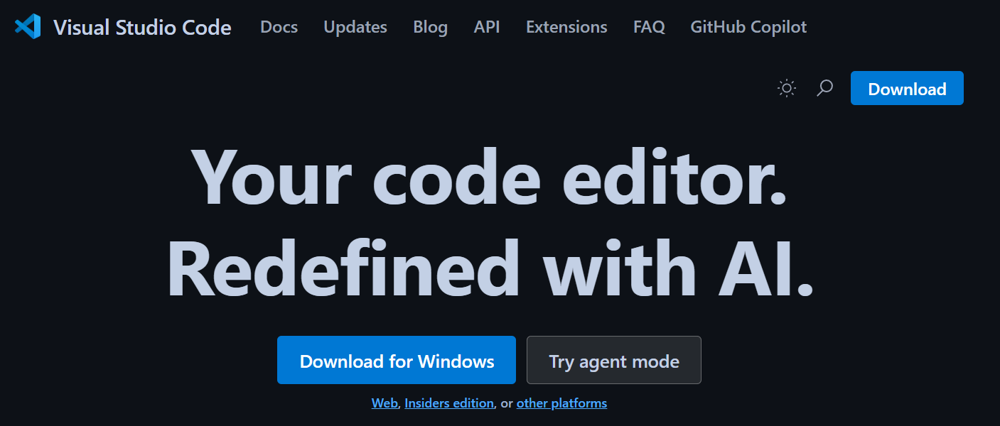 Visual Studio Code Docs Updates Blog API Extensions FAQ GitHub Copilot
Download
Your code editor.
Redefined with AI.
Download for Windows Try agent mode
Web, Insiders edition, or other platforms